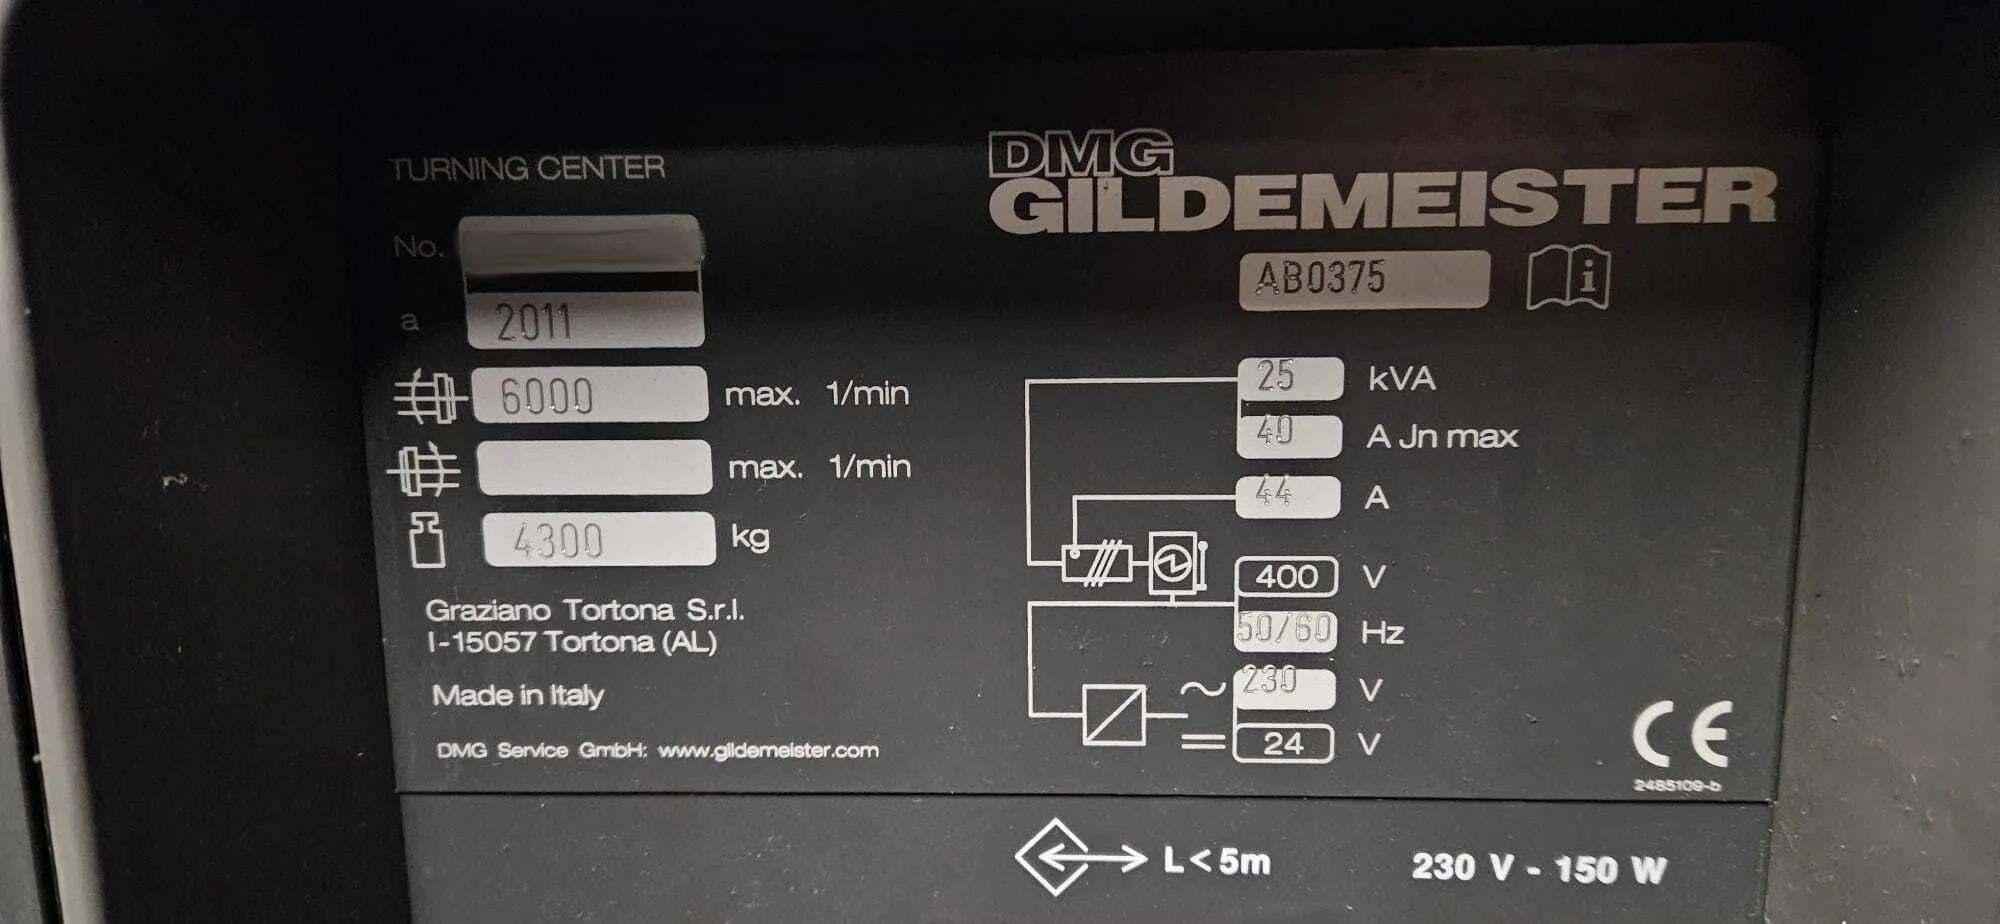 TURNING CENTER
DMG
GILDEMEISTER
No.
AB0375
a 2011
6000 max. 1/min
max. 1/min
4300 kg
25 kVA
40 A Jn max
44 A
400 V
50/60 Hz
230 V
24 V
Graziano Tortona S.r.l.
I-15057 Tortona (AL)
Made in Italy
DMG Service GmbH: www.gildemeister.com
CE
2485109-b
L < 5m
230 V - 150 W